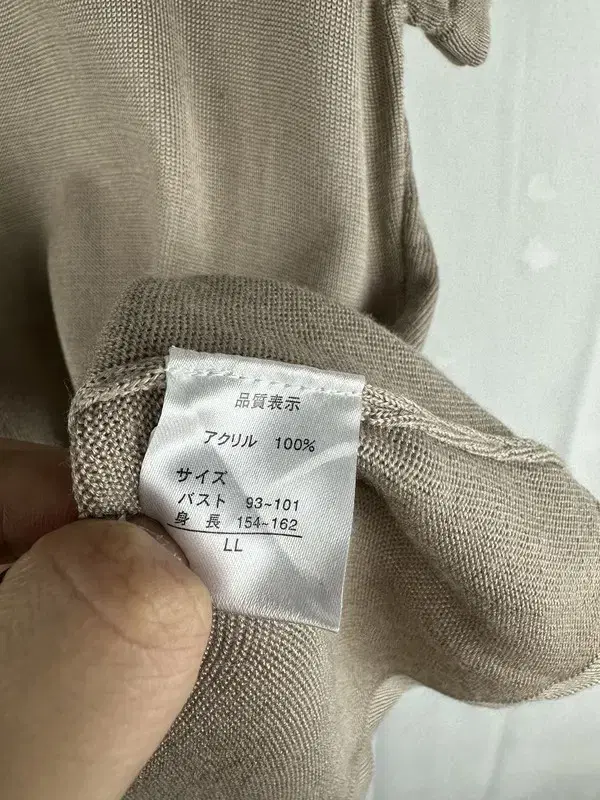 品質表示
アクリル 100%
サイズ
バスト 93~101
身長 154~162
LL